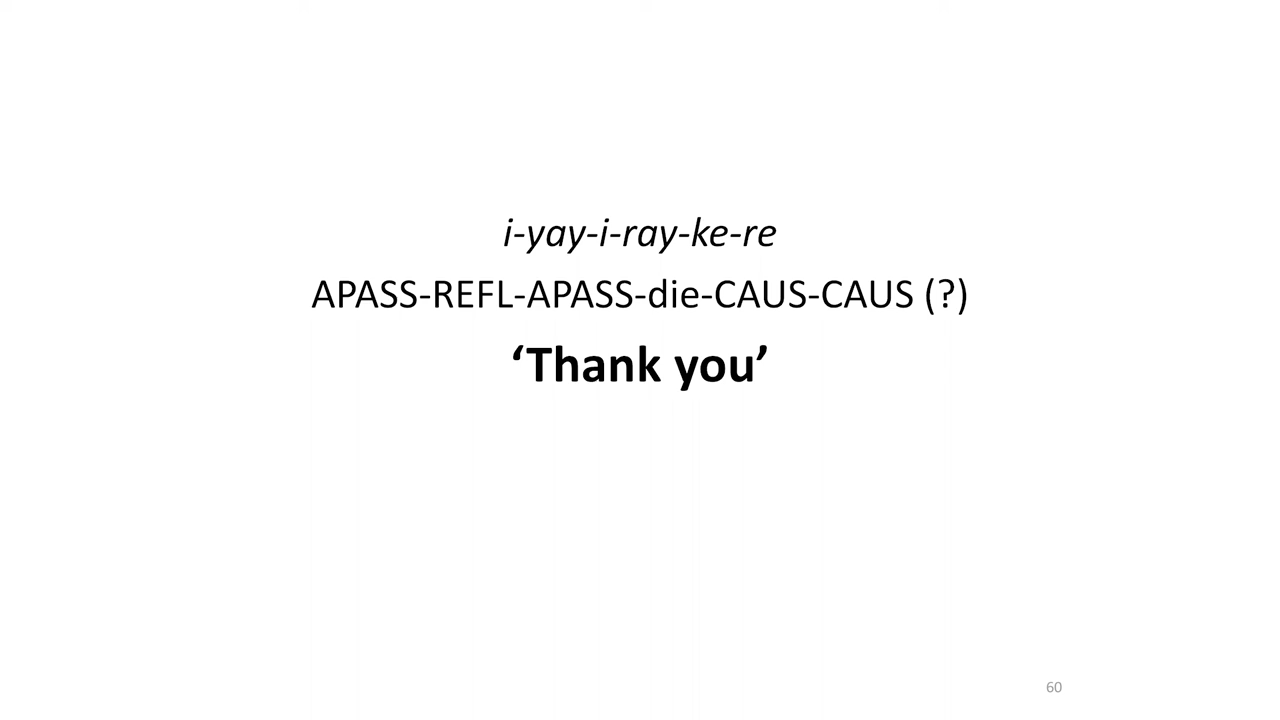 i-yay-i-ray-ke-re
APASS-REFL-APASS-die-CAUS-CAUS (?)
‘Thank you’
60